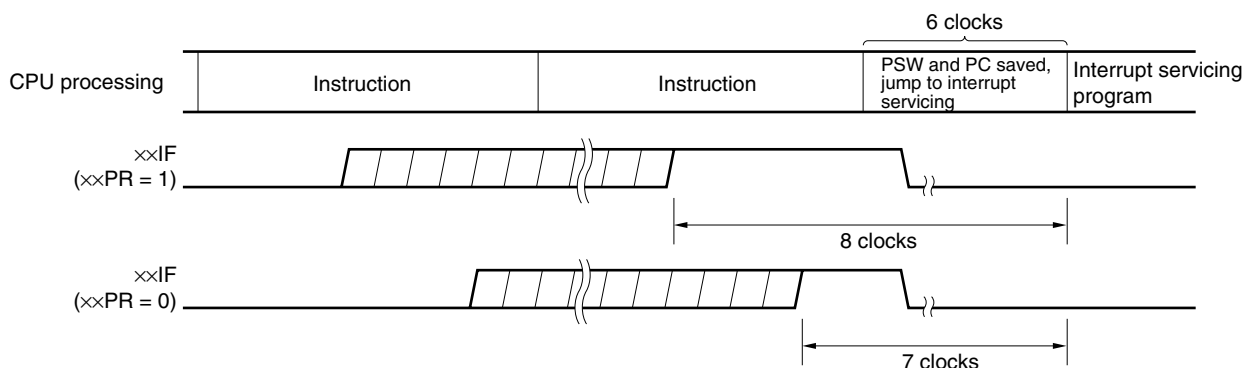 6 clocks
CPU processing
Instruction
Instruction
PSW and PC saved,
jump to interrupt
servicing
Interrupt servicing
program
××IF
(××PR = 1)
8 clocks
××IF
(××PR = 0)
7 clocks